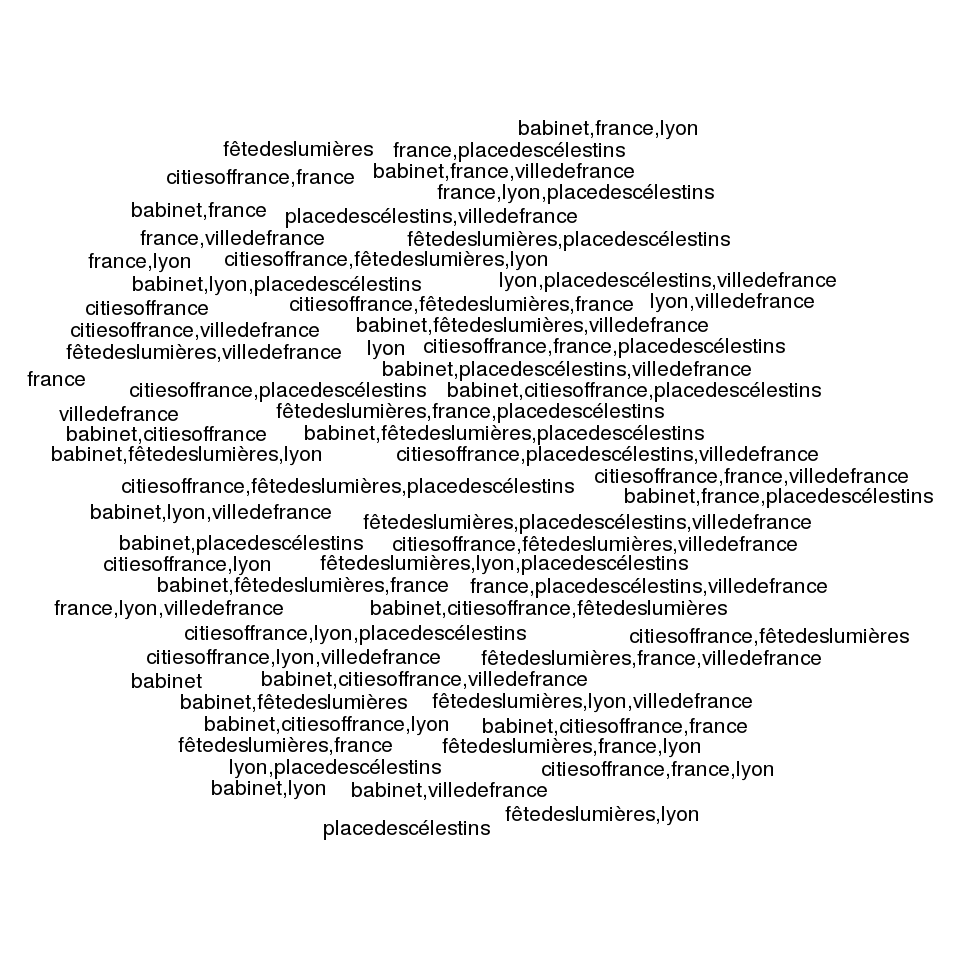 babinet,france,lyon
fêtedeslumières
france,placedescélestins
babinet,france,villedefrance
citiesoffrance,france
france,lyon,placedescélestins
babinet,france
placedescélestins,villedefrance
france,villedefrance
fêtedeslumières,placedescélestins
france,lyon
citiesoffrance,fêtedeslumières,lyon
babinet,lyon,placedescélestins
lyon,placedescélestins,villedefrance
citiesoffrance
citiesoffrance,fêtedeslumières,france
lyon,villedefrance
citiesoffrance,villedefrance
babinet,fêtedeslumières,villedefrance
fêtedeslumières,villedefrance
lyon
citiesoffrance,france,placedescélestins
babinet,placedescélestins,villedefrance
france
citiesoffrance,placedescélestins
babinet,citiesoffrance,placedescélestins
villedefrance
fêtedeslumières,france,placedescélestins
babinet,citiesoffrance
babinet,fêtedeslumières,placedescélestins
babinet,fêtedeslumières,lyon
citiesoffrance,placedescélestins,villedefrance
citiesoffrance,france,villedefrance
citiesoffrance,fêtedeslumières,placedescélestins
babinet,france,placedescélestins
babinet,lyon,villedefrance
fêtedeslumières,placedescélestins,villedefrance
babinet,placedescélestins
citiesoffrance,fêtedeslumières,villedefrance
citiesoffrance,lyon
fêtedeslumières,lyon,placedescélestins
babinet,fêtedeslumières,france
france,placedescélestins,villedefrance
france,lyon,villedefrance
babinet,citiesoffrance,fêtedeslumières
citiesoffrance,lyon,placedescélestins
citiesoffrance,fêtedeslumières
citiesoffrance,lyon,villedefrance
fêtedeslumières,france,villedefrance
babinet
babinet,citiesoffrance,villedefrance
babinet,fêtedeslumières
fêtedeslumières,lyon,villedefrance
babinet,citiesoffrance,lyon
babinet,citiesoffrance,france
fêtedeslumières,france
fêtedeslumières,france,lyon
lyon,placedescélestins
citiesoffrance,france,lyon
babinet,lyon
babinet,villedefrance
fêtedeslumières,lyon
placedescélestins